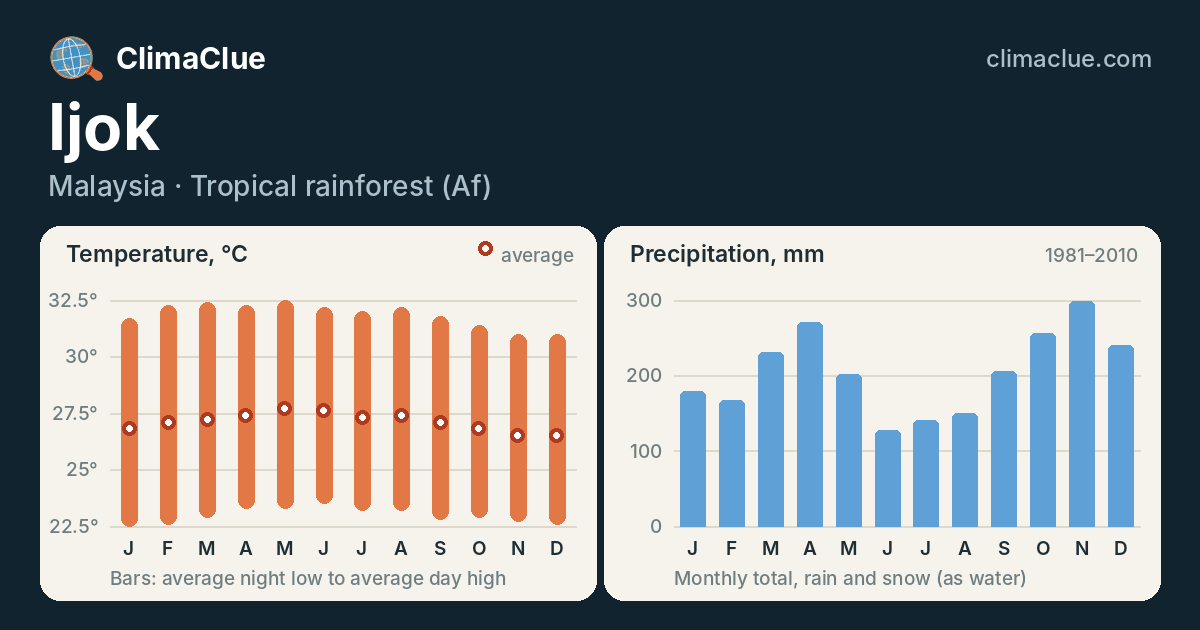 ClimaClue
climaclue.com
Ijok
Malaysia · Tropical rainforest (Af)
Temperature, °C
average
32.5°
30°
27.5°
25°
22.5°
J F M A M J J A S O N D
Bars: average night low to average day high
Precipitation, mm
1981–2010
300
200
100
0
J F M A M J J A S O N D
Monthly total, rain and snow (as water)